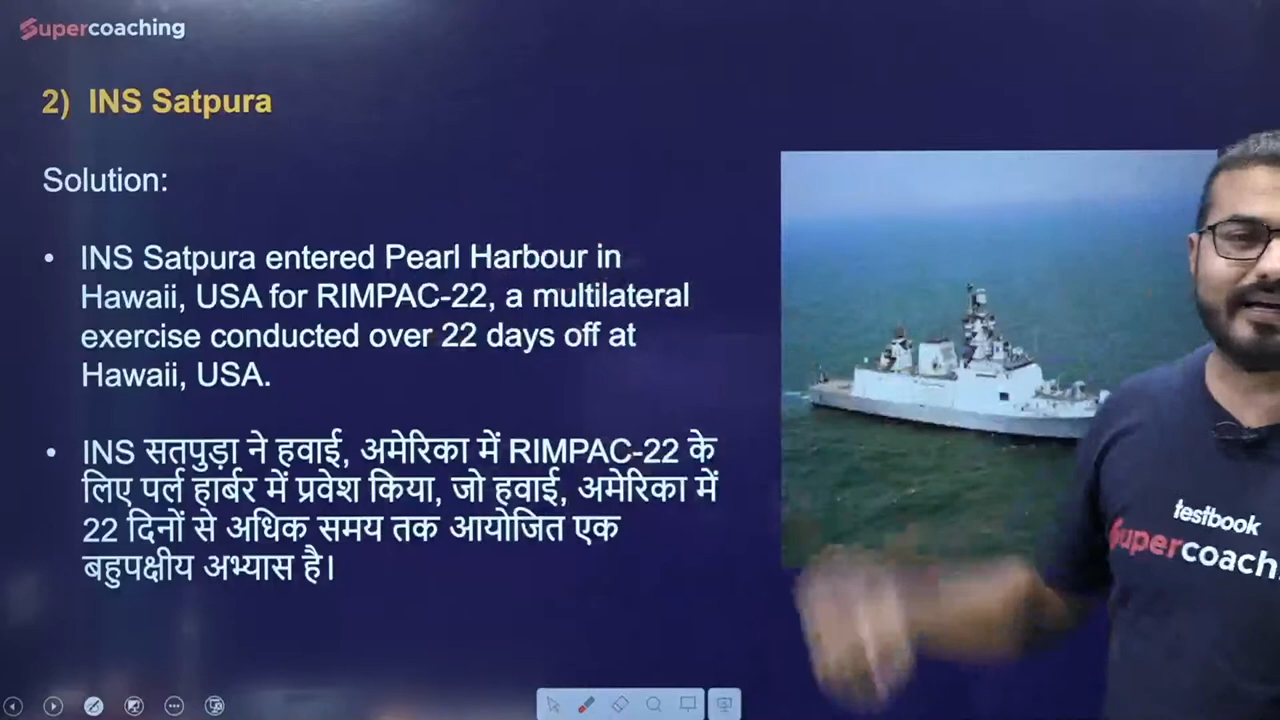 Supercoaching
2) INS Satpura
Solution:
• INS Satpura entered Pearl Harbour in
Hawaii, USA for RIMPAC-22, a multilateral
exercise conducted over 22 days off at
Hawaii, USA.
• INS सतपुड़ा ने हवाई, अमेरिका में RIMPAC-22 के
लिए पर्ल हार्बर में प्रवेश किया, जो हवाई, अमेरिका में
22 दिनों से अधिक समय तक आयोजित एक
बहुपक्षीय अभ्यास है।
testbook
Supercoach